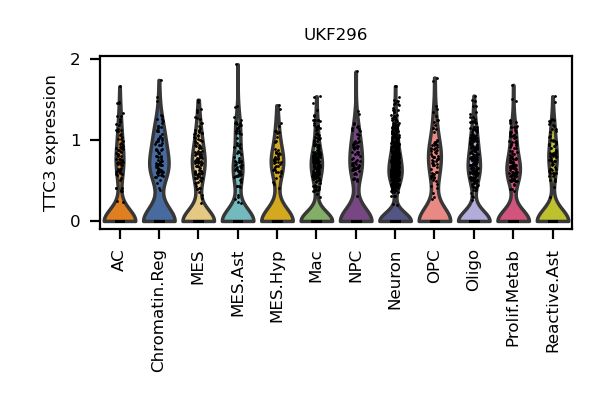 UKF296
TTC3 expression
2
1
0
AC
Chromatin.Reg
MES
MES.Ast
MES.Hyp
Mac
NPC
Neuron
OPC
Oligo
Prolif.Metab
Reactive.Ast